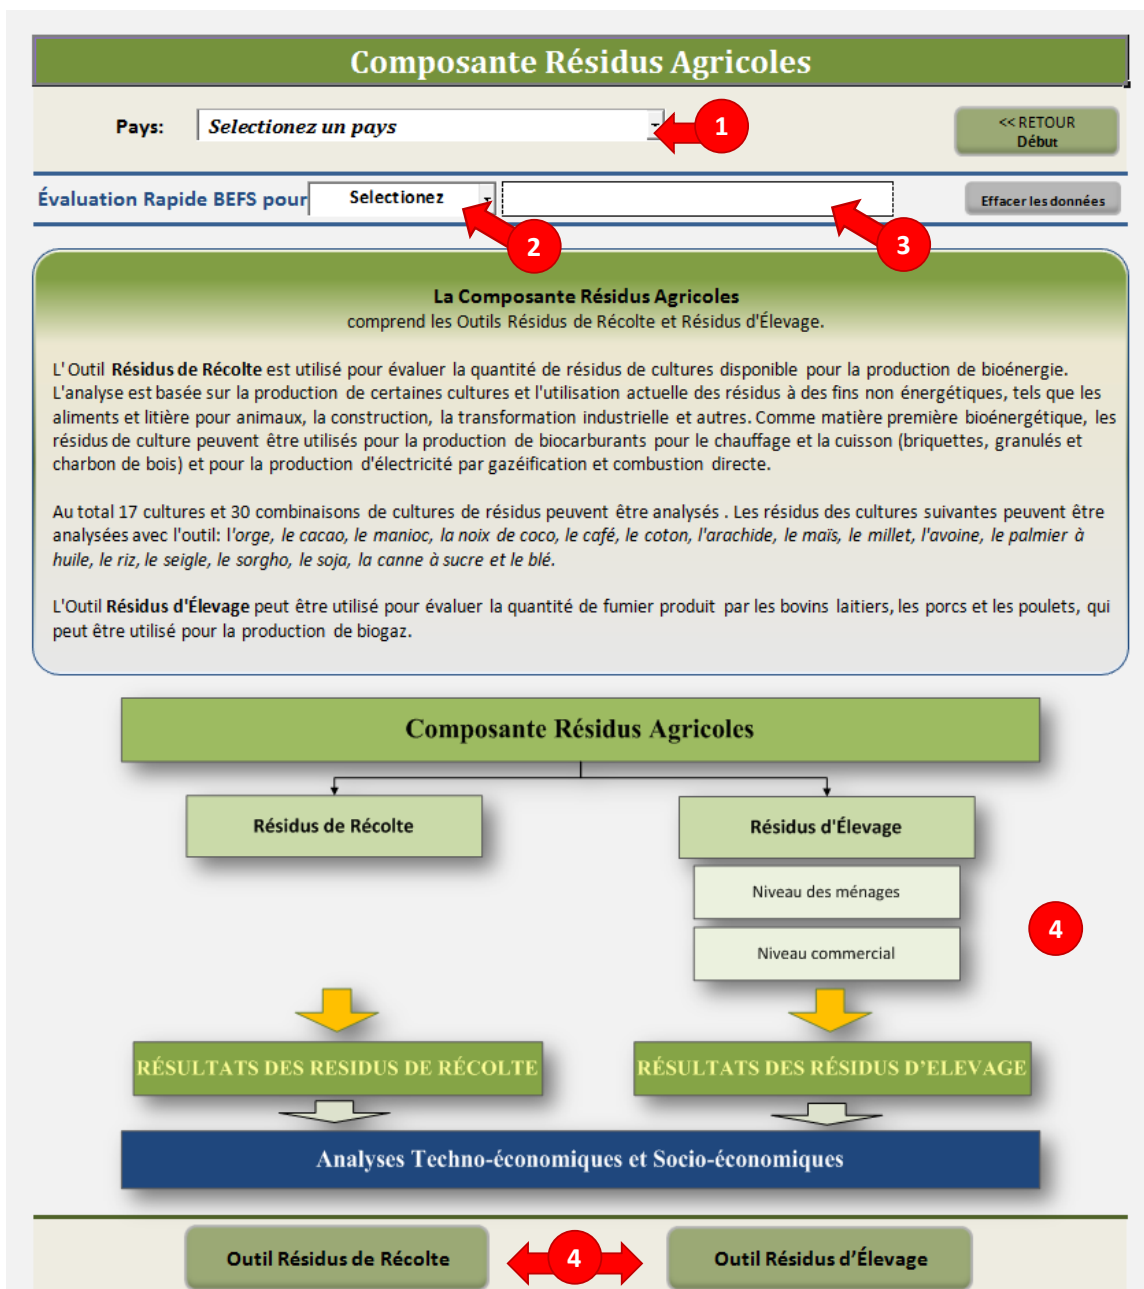 Composante Résidus Agricoles
Pays: Selectionez un pays 1 << RETOUR
Début
Évaluation Rapide BEFS pour Selectionez Effacer les données
2 3
La Composante Résidus Agricoles
comprend les Outils Résidus de Récolte et Résidus d'Élevage.
L'Outil Résidus de Récolte est utilisé pour évaluer la quantité de résidus de cultures disponible pour la production de bioénergie.
L'analyse est basée sur la production de certaines cultures et l'utilisation actuelle des résidus à des fins non énergétiques, tels que les
aliments et litière pour animaux, la construction, la transformation industrielle et autres. Comme matière première bioénergétique, les
résidus de culture peuvent être utilisés pour la production de biocarburants pour le chauffage et la cuisson (briquettes, granulés et
charbon de bois) et pour la production d'électricité par gazéification et combustion directe.
Au total 17 cultures et 30 combinaisons de cultures de résidus peuvent être analysés . Les résidus des cultures suivantes peuvent être
analysées avec l'outil: l'orge, le cacao, le manioc, la noix de coco, le café, le coton, l'arachide, le maïs, le millet, l'avoine, le palmier à
huile, le riz, le seigle, le sorgho, le soja, la canne à sucre et le blé.
L'Outil Résidus d'Élevage peut être utilisé pour évaluer la quantité de fumier produit par les bovins laitiers, les porcs et les poulets, qui
peut être utilisé pour la production de biogaz.
Composante Résidus Agricoles
Résidus de Récolte Résidus d'Élevage
Niveau des ménages
4
Niveau commercial
RÉSULTATS DES RESIDUS DE RÉCOLTE RÉSULTATS DES RÉSIDUS D'ELEVAGE
Analyses Techno-économiques et Socio-économiques
Outil Résidus de Récolte 4 Outil Résidus d'Élevage